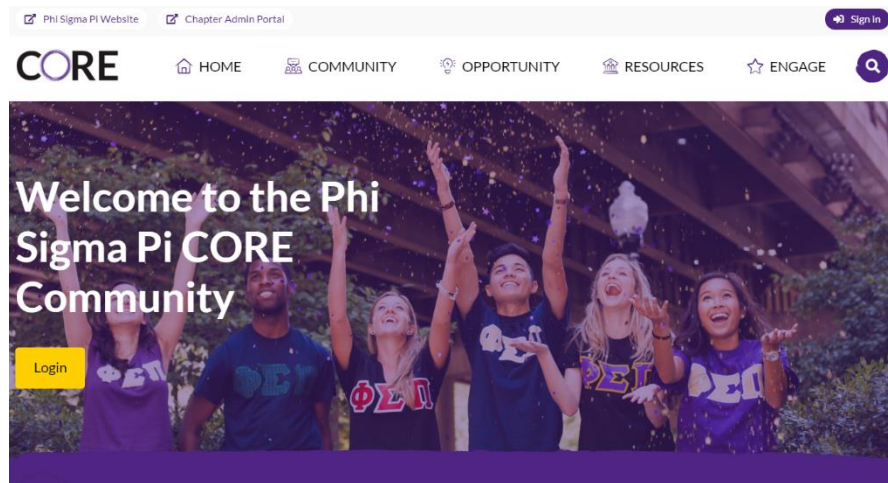 Phi Sigma Pi Website
Chapter Admin Portal
Sign In
CORE
HOME
COMMUNITY
OPPORTUNITY
RESOURCES
ENGAGE
Welcome to the Phi
Sigma Pi CORE
Community
Login
ΦΣΠ
ΦΣΠ
ΦΣΠ
ΦΣΠ
ΦΣΠ
ΦΣΠ